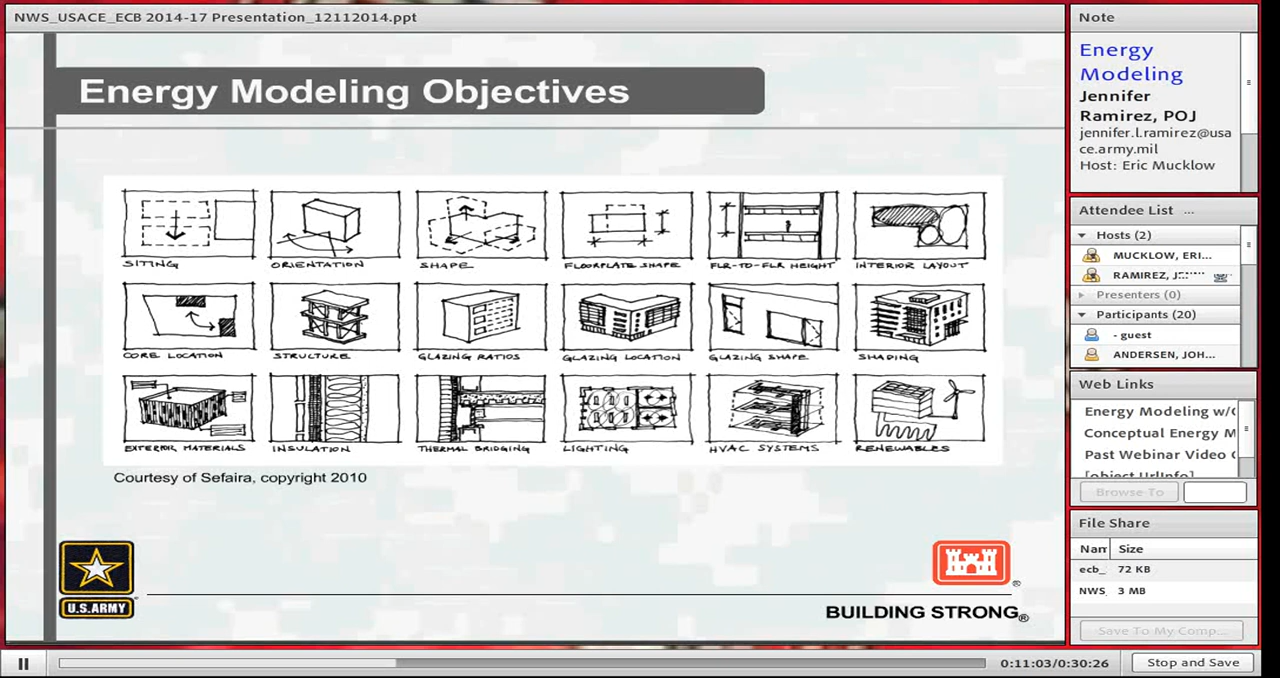 NWS_USACE_ECB 2014-17 Presentation_12112014.ppt
Energy Modeling Objectives
SITING
ORIENTATION
SHAPE
FLOORPLATE SHAPE
FLR-TO-FLR HEIGHT
INTERIOR LAYOUT
CORE LOCATION
STRUCTURE
GLAZING RATIOS
GLAZING LOCATION
GLAZING SHAPE
SHADING
EXTERIOR MATERIALS
INSULATION
THERMAL BRIDGING
LIGHTING
HVAC SYSTEMS
RENEWABLES
Courtesy of Sefaira, copyright 2010
U.S.ARMY
BUILDING STRONG®
Note
Energy
Modeling
Jennifer
Ramirez, POJ
jennifer.l.ramirez@usa
ce.army.mil
Host: Eric Mucklow
Attendee List ...
Hosts (2)
MUCKLOW, ERI...
RAMIREZ,
Presenters (0)
Participants (20)
- guest
ANDERSEN, JOH...
Web Links
Energy Modeling w/
Conceptual Energy M
Past Webinar Video
[object UrlInfo]
Browse To
File Share
Nam Size
ecb_ 72 KB
NWS 3 MB
Save To My Comp...
0:11:03/0:30:26
Stop and Save